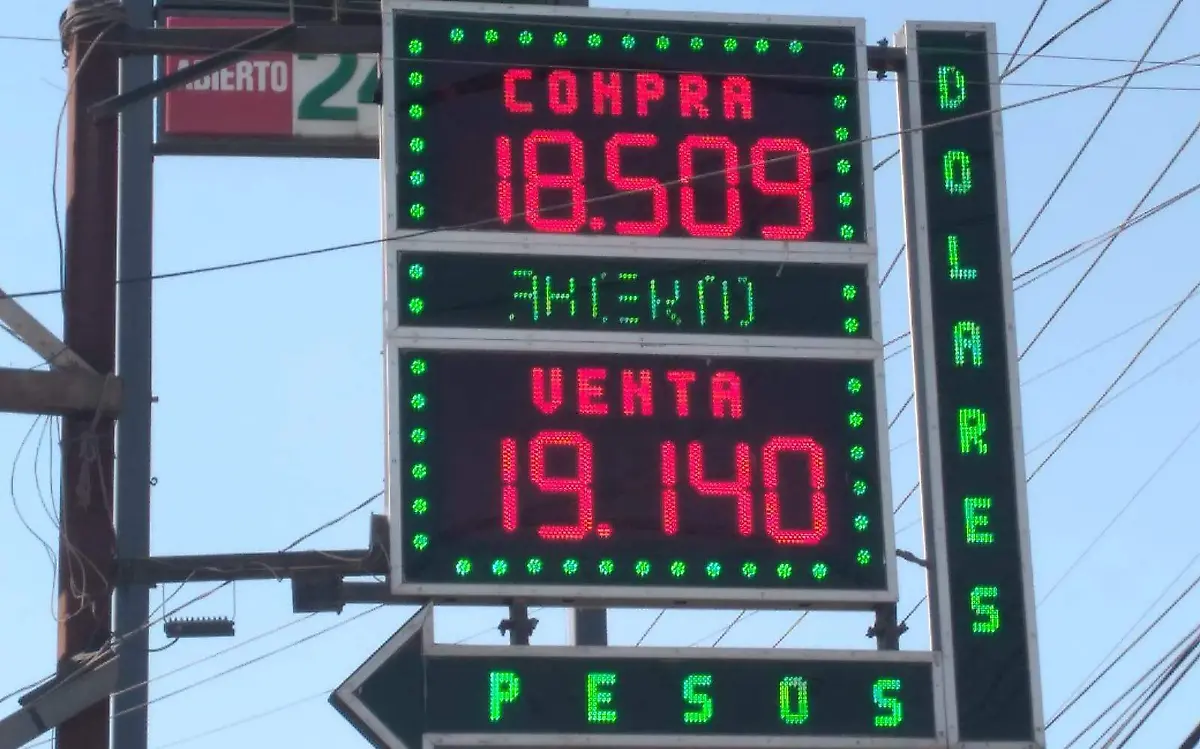 ABIERTO 24
COMPRA
18.509
ABIERTO
VENTA
19.140
DOLARES
PESOS